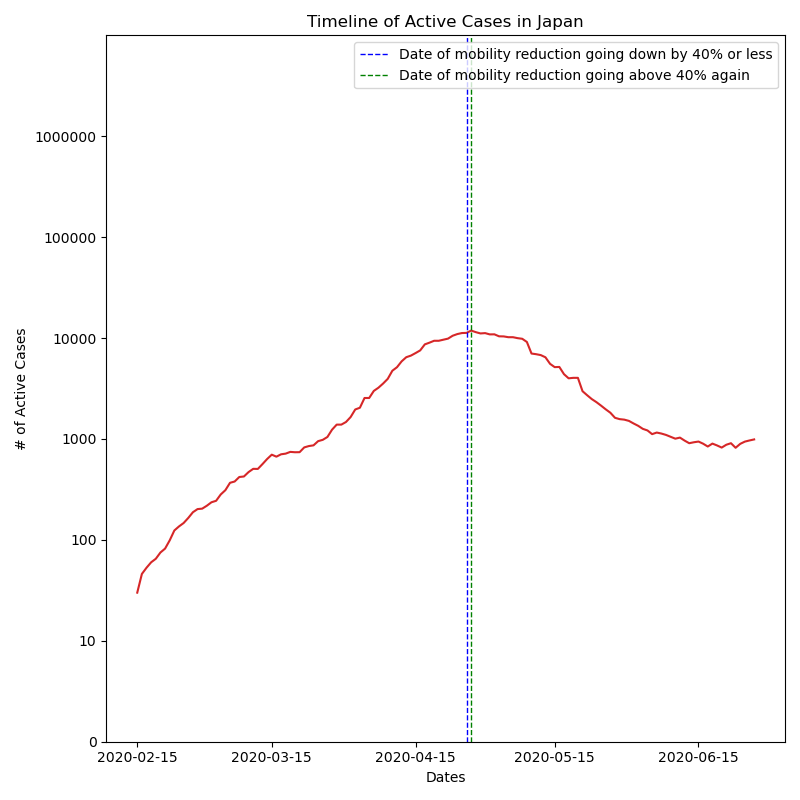 Timeline of Active Cases in Japan
Date of mobility reduction going down by 40% or less
Date of mobility reduction going above 40% again
# of Active Cases
1000000
100000
10000
1000
100
10
0
2020-02-15 2020-03-15 2020-04-15 2020-05-15 2020-06-15
Dates